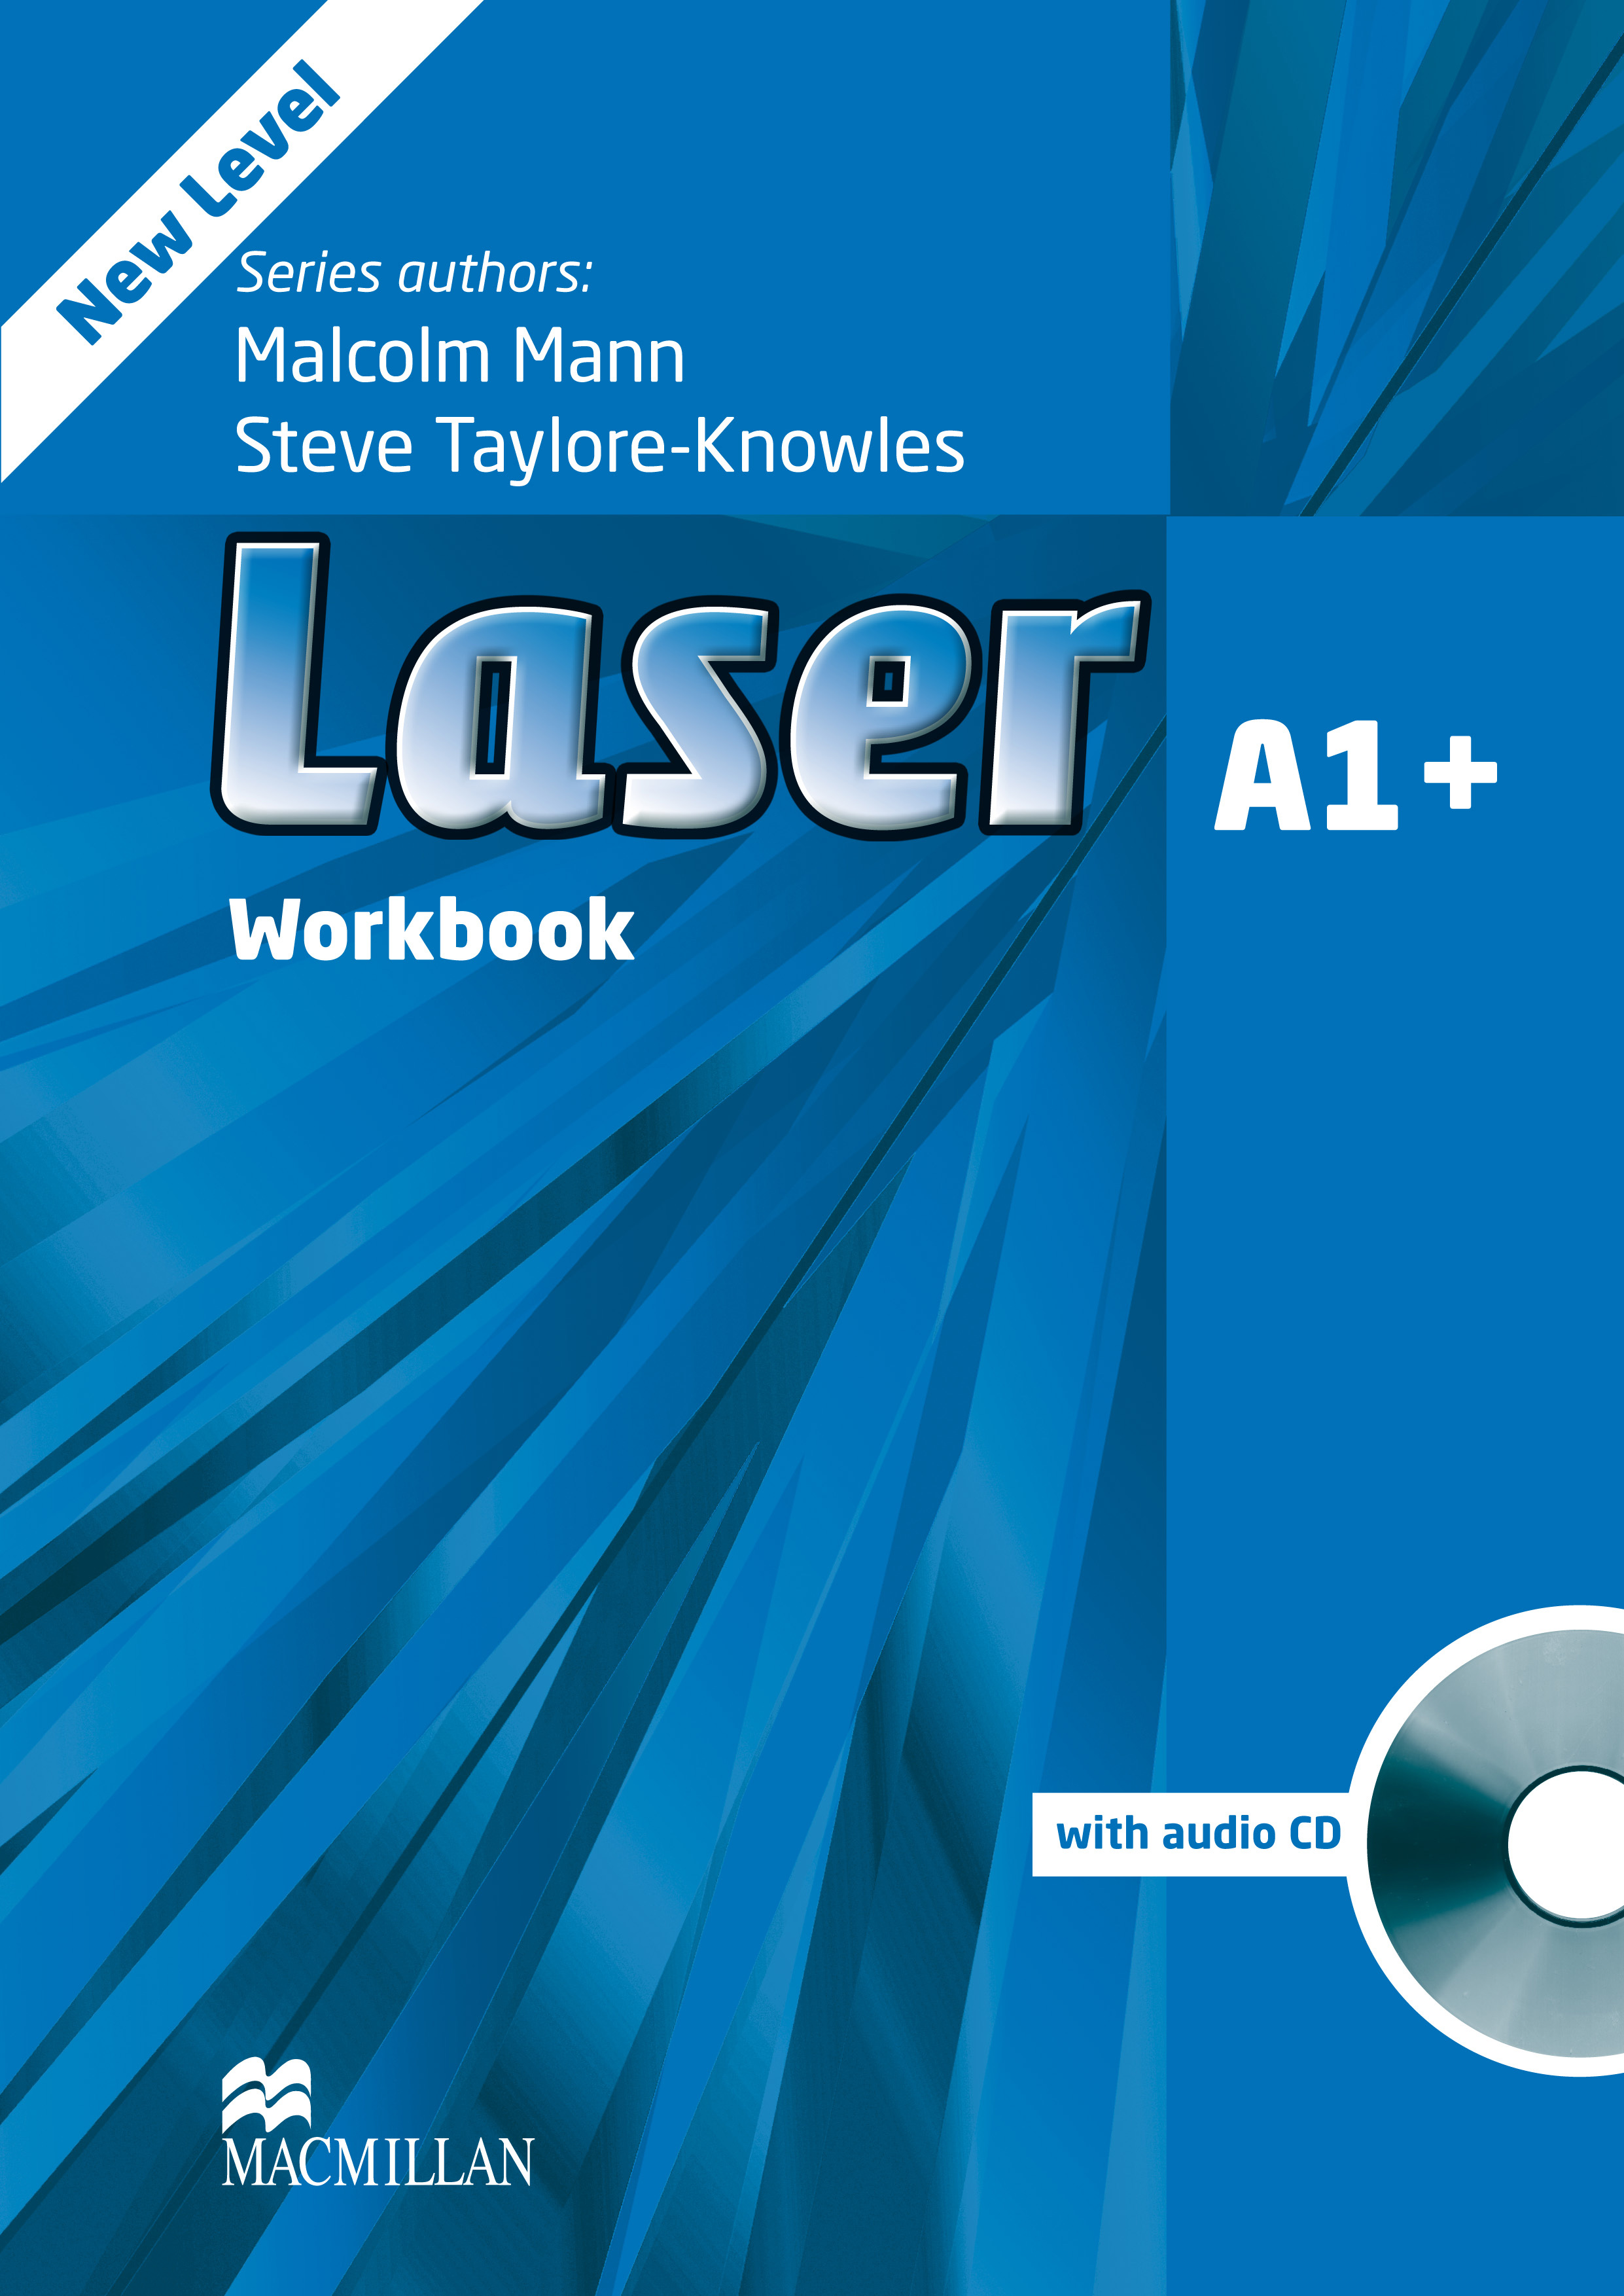 New Level
Series authors:
Malcolm Mann
Steve Taylore-Knowles
Laser
A1+
Workbook
with audio CD
MACMILLAN